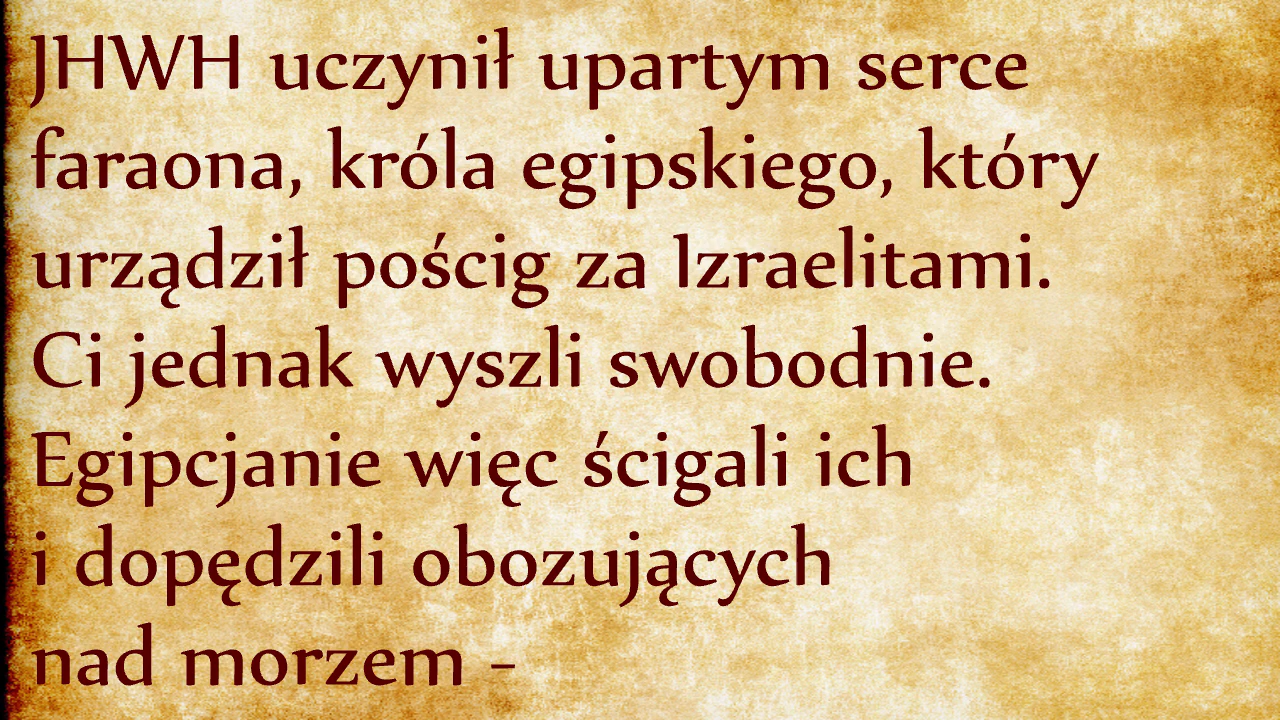 JHWH uczynił upartym serce
faraona, króla egipskiego, który
urządził pościg za Izraelitami.
Ci jednak wyszli swobodnie.
Egipcjanie więc ścigali ich
i dopędzili obozujących
nad morzem -